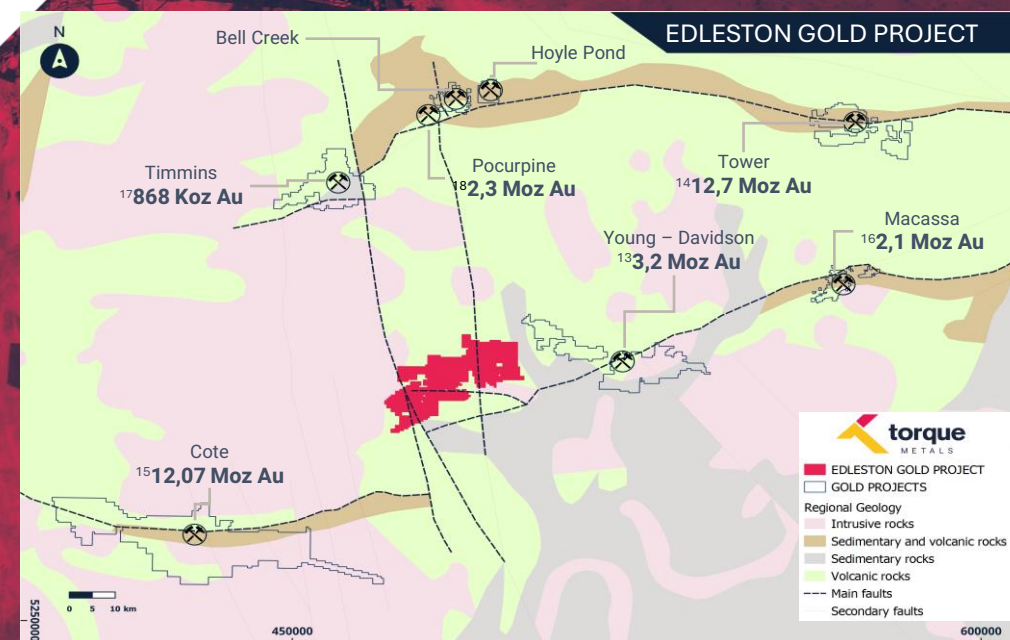 EDLESTON GOLD PROJECT
N
Bell Creek
Hoyle Pond
Timmins
¹⁷868 Koz Au
Pocurpine
¹⁸2,3 Moz Au
Tower
¹⁴12,7 Moz Au
Young – Davidson
¹³3,2 Moz Au
Macassa
¹⁶2,1 Moz Au
Cote
¹⁵12,07 Moz Au
torque
METALS
EDLESTON GOLD PROJECT
GOLD PROJECTS
Regional Geology
Intrusive rocks
Sedimentary and volcanic rocks
Sedimentary rocks
Volcanic rocks
Main faults
Secondary faults
0 5 10 km
5250000
450000
600000